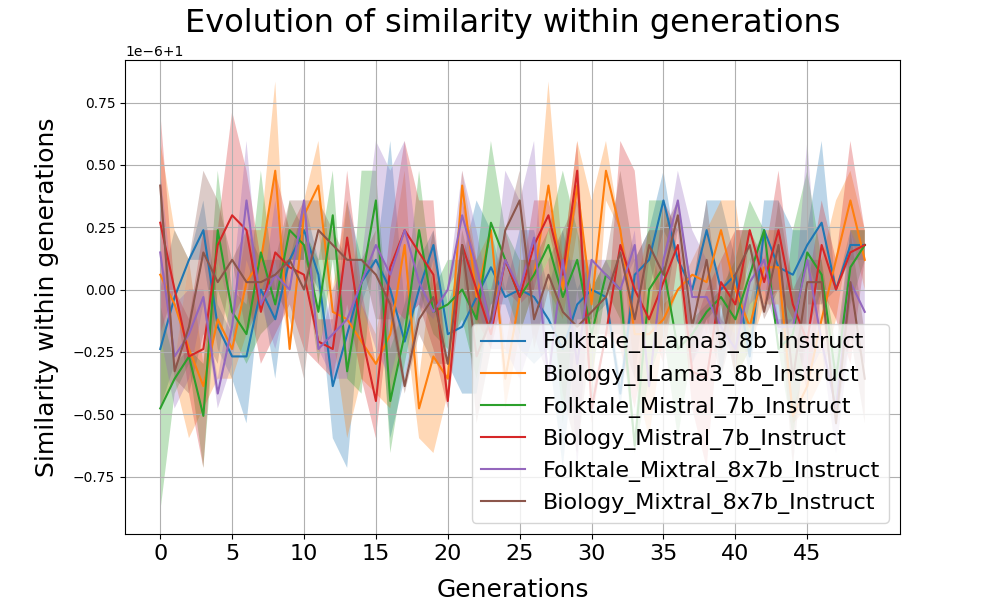 Evolution of similarity within generations
1e−6+1
0.75
0.50
0.25
0.00
−0.25
−0.50
−0.75
Similarity within generations
Folktale_LLama3_8b_Instruct
Biology_LLama3_8b_Instruct
Folktale_Mistral_7b_Instruct
Biology_Mistral_7b_Instruct
Folktale_Mixtral_8x7b_Instruct
Biology_Mixtral_8x7b_Instruct
0 5 10 15 20 25 30 35 40 45
Generations